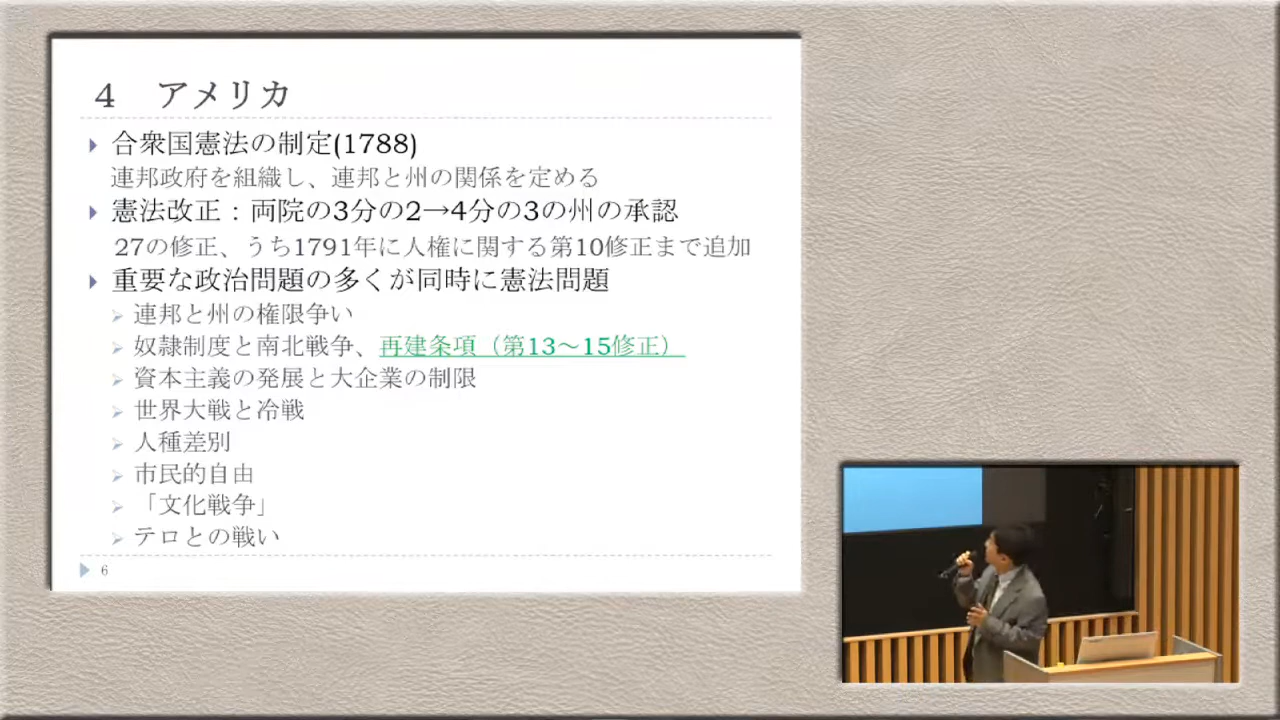 4　アメリカ
合衆国憲法の制定(1788)
連邦政府を組織し、連邦と州の関係を定める
憲法改正：両院の3分の2→4分の3の州の承認
27の修正、うち1791年に人権に関する第10修正まで追加
重要な政治問題の多くが同時に憲法問題
連邦と州の権限争い
奴隷制度と南北戦争、再建条項（第13～15修正）
資本主義の発展と大企業の制限
世界大戦と冷戦
人種差別
市民的自由
「文化戦争」
テロとの戦い
6